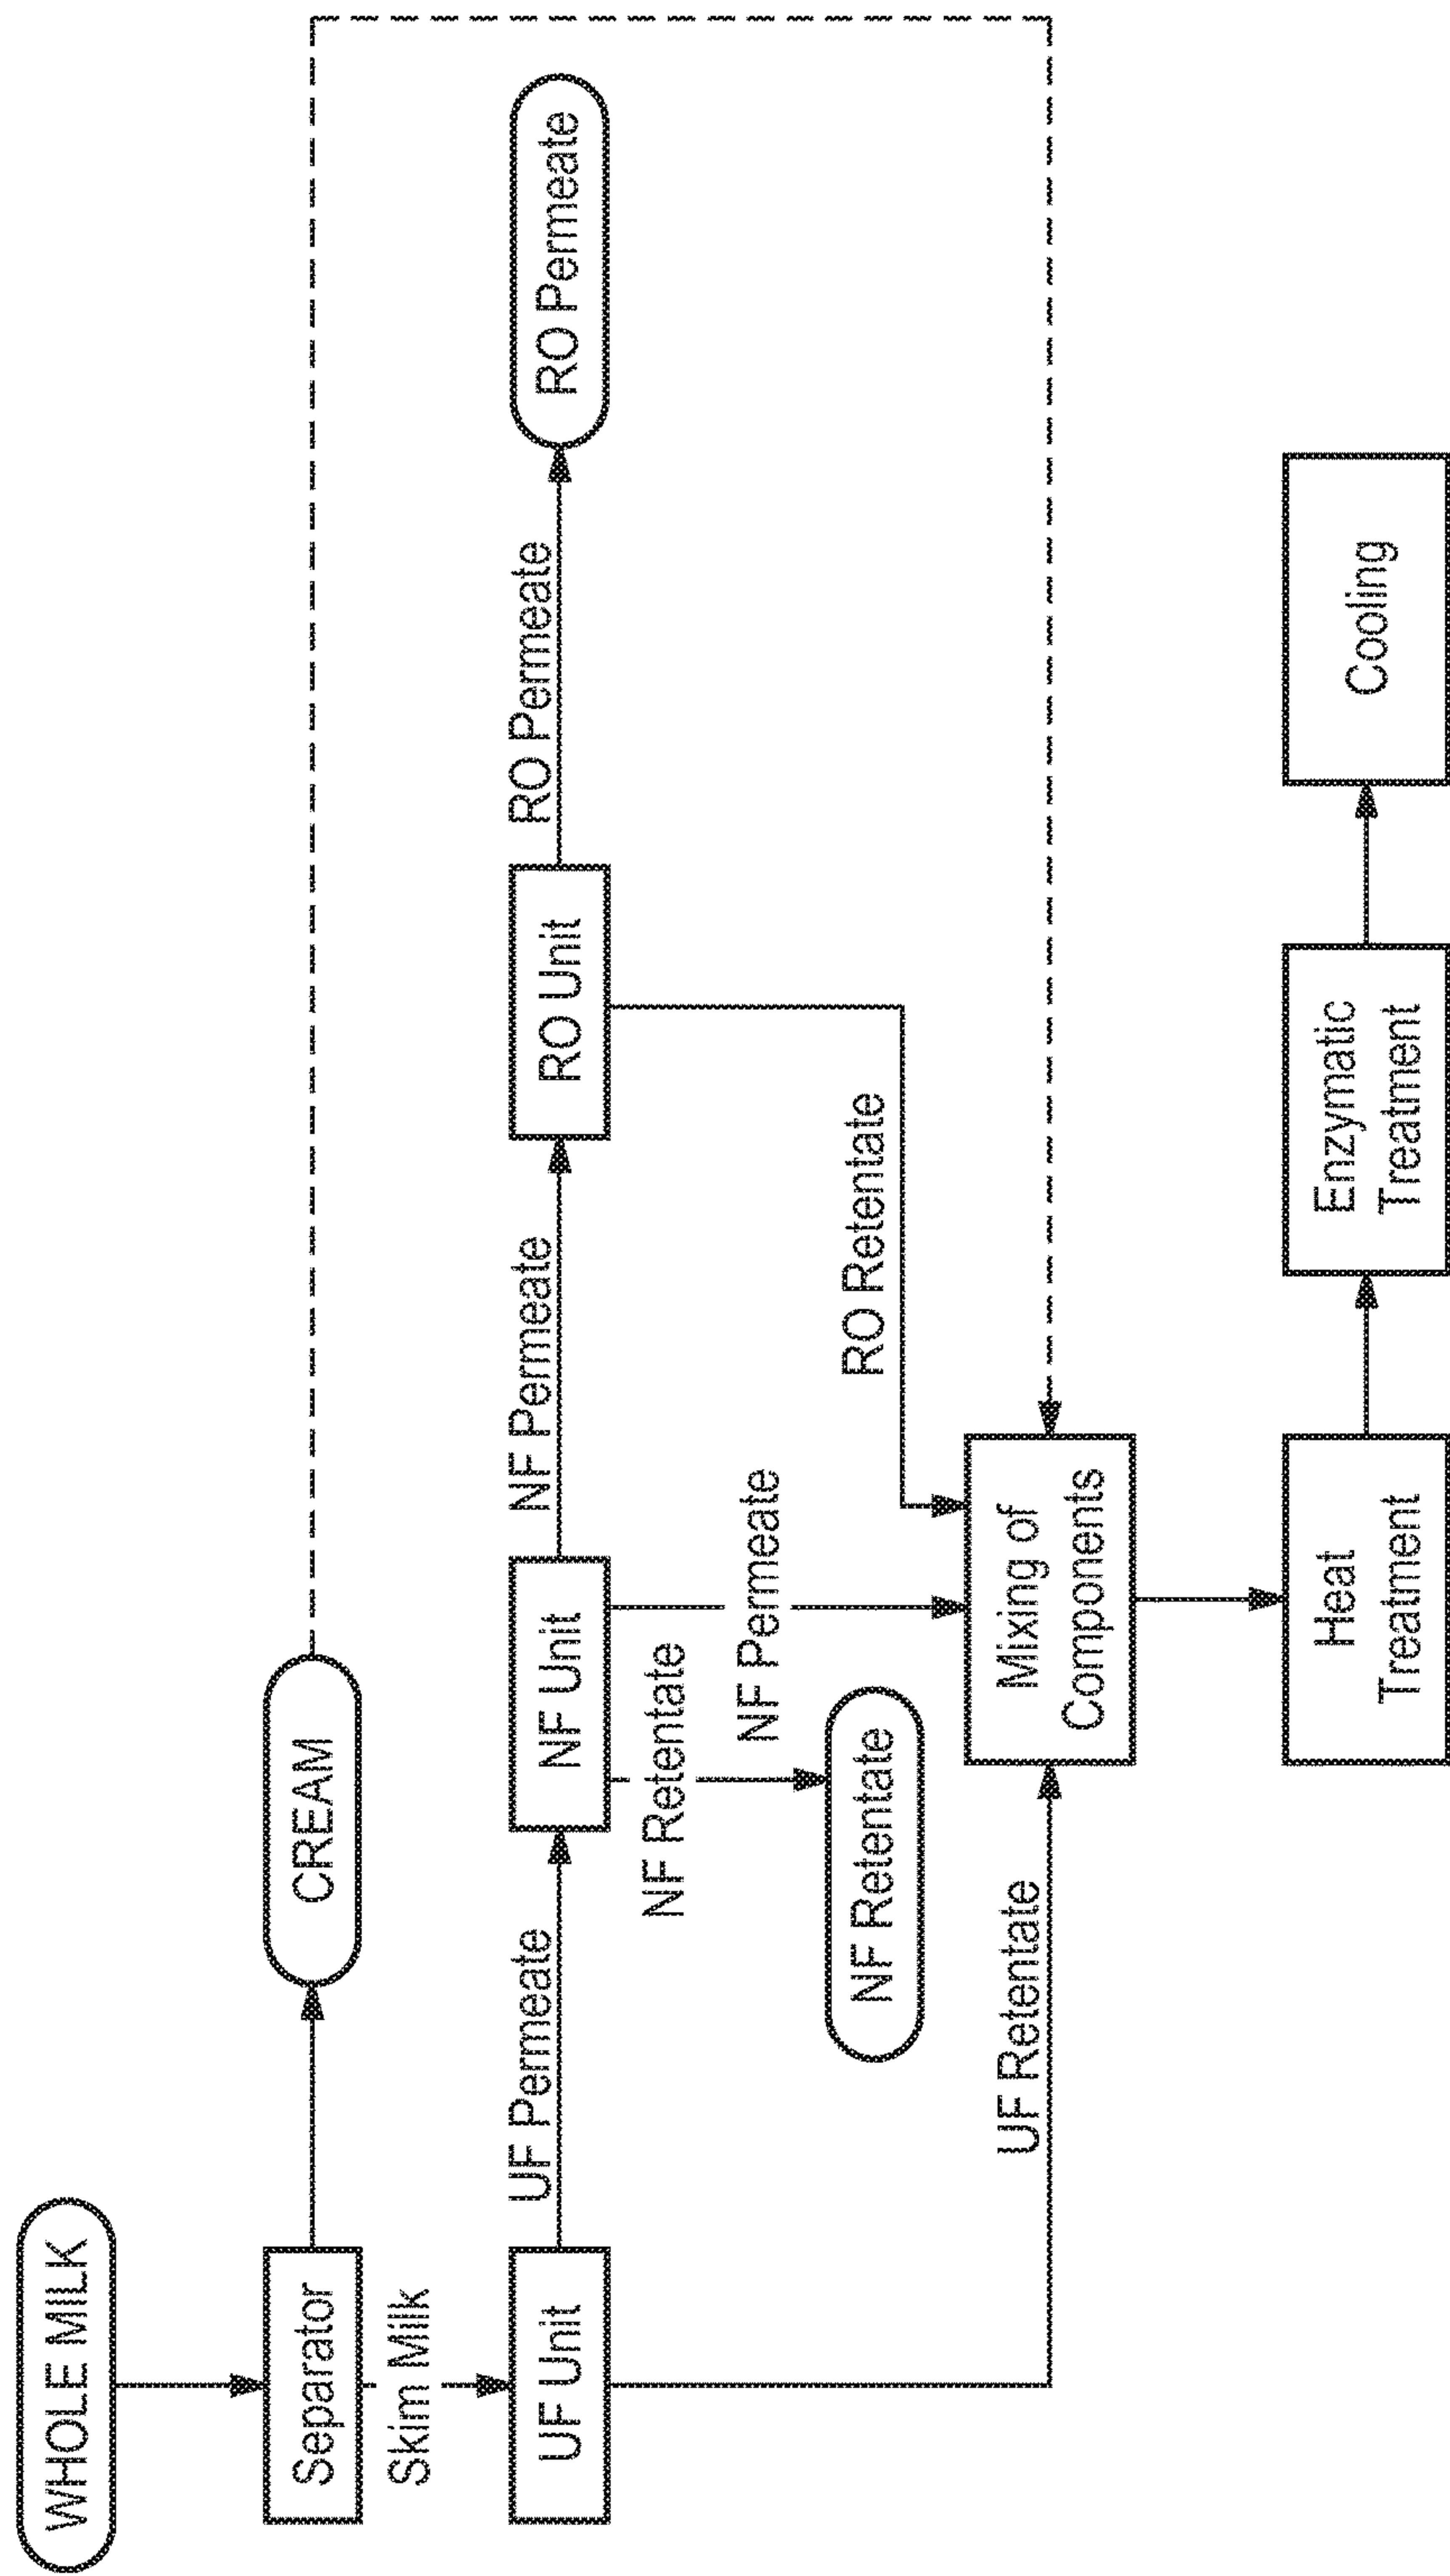 WHOLE MILK
Separator
CREAM
Skim Milk
UF Unit
UF Permeate
NF Unit
NF Permeate
RO Unit
RO Permeate
RO Permeate
NF Retentate
NF Permeate
NF Retentate
RO Retentate
UF Retentate
Mixing of
Components
Heat
Treatment
Enzymatic
Treatment
Cooling